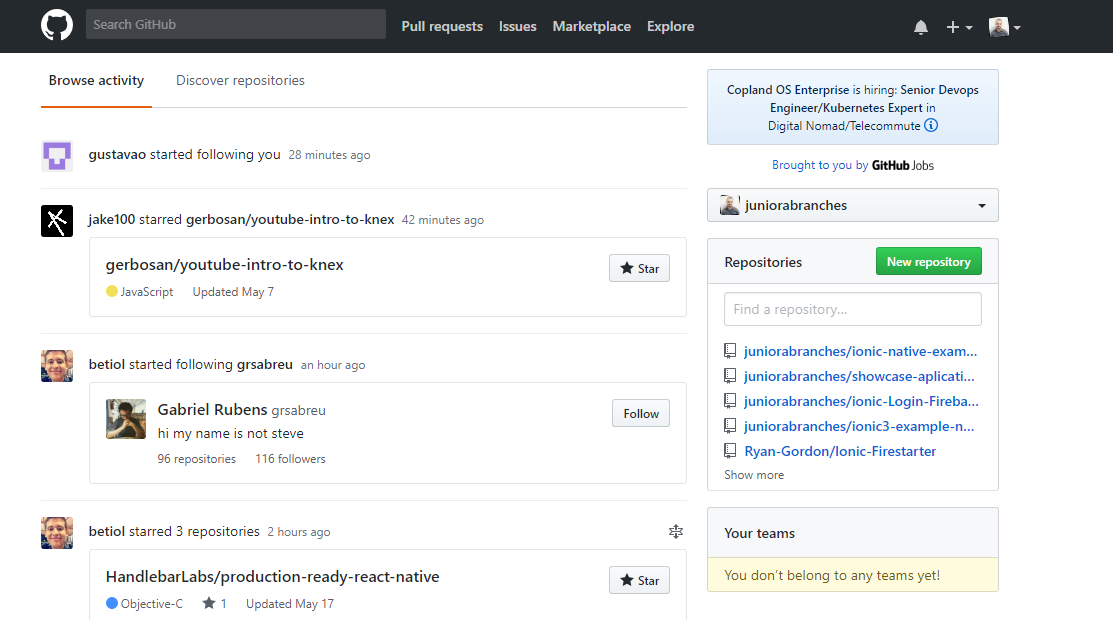 Search GitHub
Pull requests Issues Marketplace Explore
Browse activity Discover repositories
gustavao started following you 28 minutes ago
jake100 starred gerbosan/youtube-intro-to-knex 42 minutes ago
gerbosan/youtube-intro-to-knex
Star
JavaScript Updated May 7
betiol started following grsabreu an hour ago
Gabriel Rubens grsabreu
Follow
hi my name is not steve
96 repositories 116 followers
betiol starred 3 repositories 2 hours ago
HandlebarLabs/production-ready-react-native
Star
Objective-C 1 Updated May 17
Copland OS Enterprise is hiring: Senior Devops
Engineer/Kubernetes Expert in
Digital Nomad/Telecommute
Brought to you by GitHub Jobs
juniorabranches
Repositories New repository
Find a repository...
juniorabranches/ionic-native-exam...
juniorabranches/showcase-aplicati...
juniorabranches/ionic-Login-Fireba...
juniorabranches/ionic3-example-n...
Ryan-Gordon/Ionic-Firestarter
Show more
Your teams
You don’t belong to any teams yet!